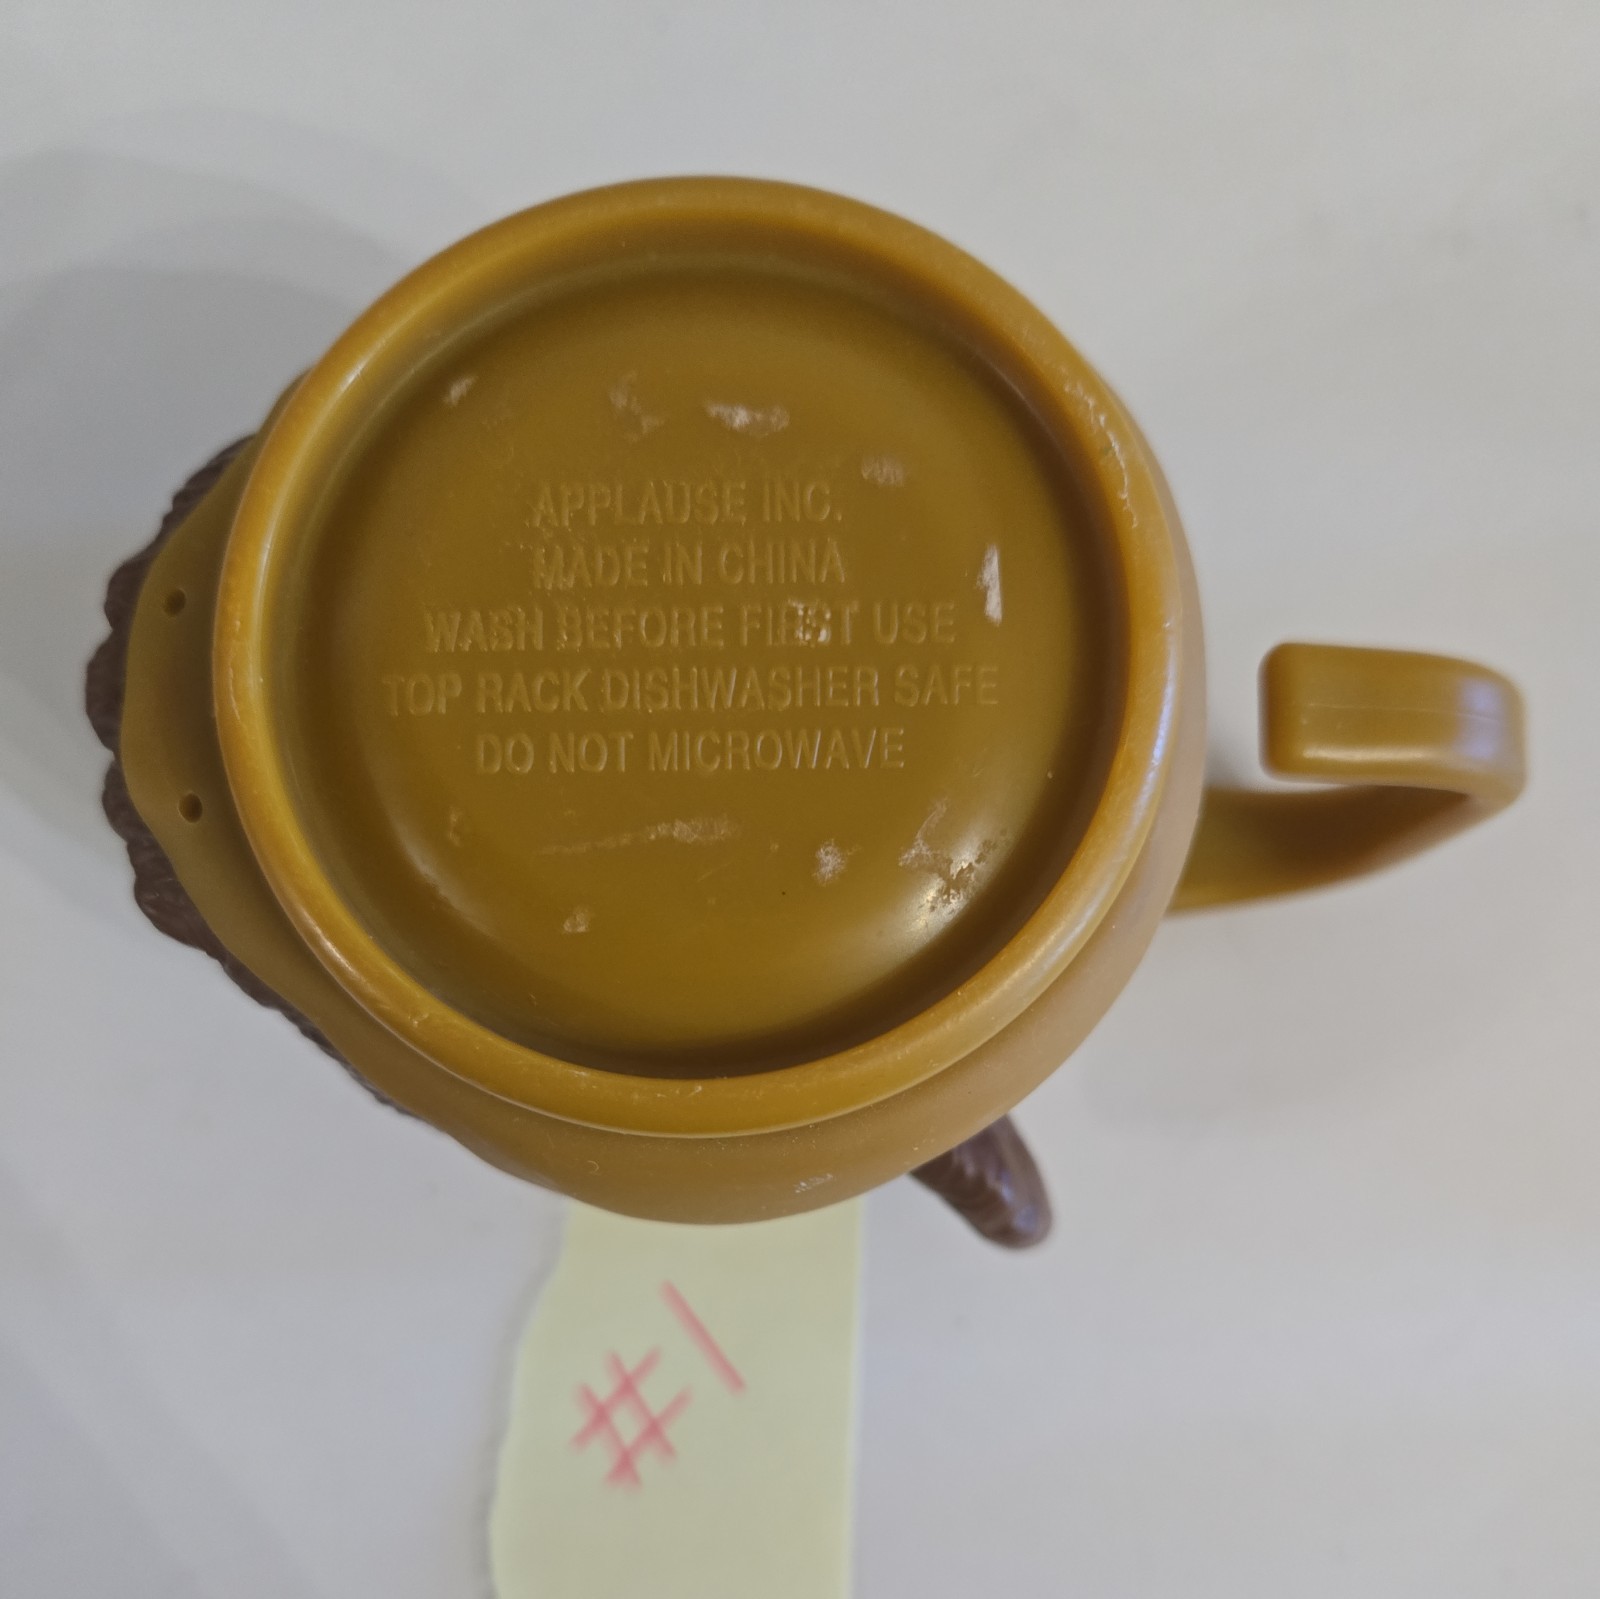 APPLAUSE INC.
MADE IN CHINA
WASH BEFORE FIRST USE
TOP RACK DISHWASHER SAFE
DO NOT MICROWAVE
#1